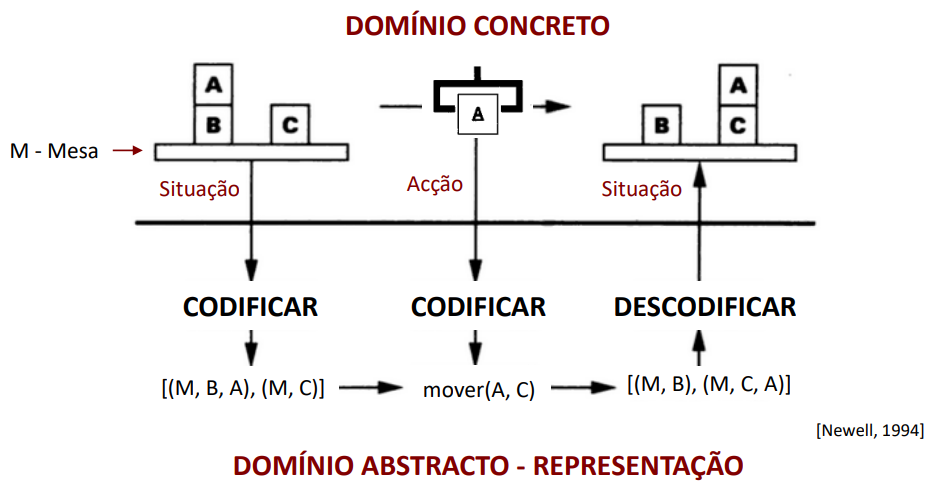 DOMÍNIO CONCRETO
A
B
C
A
B
A
C
M - Mesa
Situação
Acção
Situação
CODIFICAR
CODIFICAR
DESCODIFICAR
[(M, B, A), (M, C)]
mover(A, C)
[(M, B), (M, C, A)]
[Newell, 1994]
DOMÍNIO ABSTRACTO - REPRESENTAÇÃO